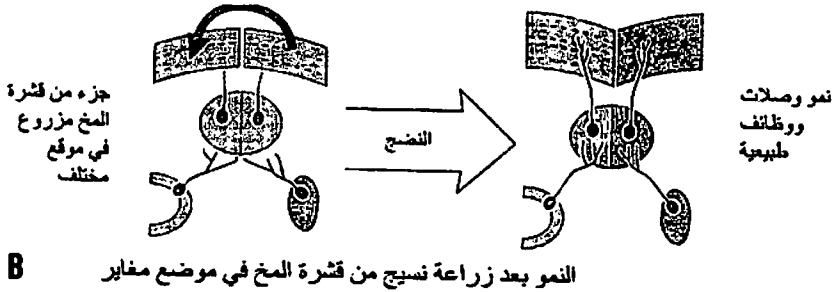 جزء من قشرة
المخ مزروع
في موقع
مختلف
النضج
نمو وصلات
ووظائف
طبيعية
B
النمو بعد زراعة نسيج من قشرة المخ في موضع مغاير